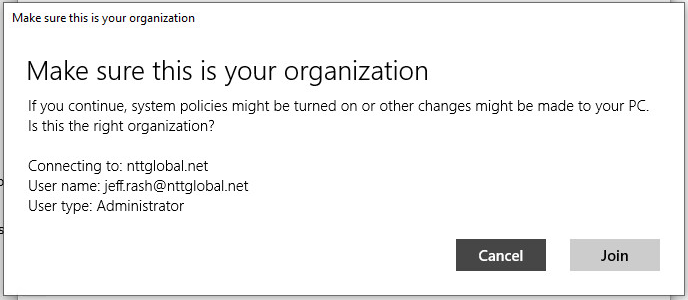 Make sure this is your organization
Make sure this is your organization
If you continue, system policies might be turned on or other changes might be made to your PC.
Is this the right organization?
Connecting to: nttglobal.net
User name: jeff.rash@nttglobal.net
User type: Administrator
Cancel
Join